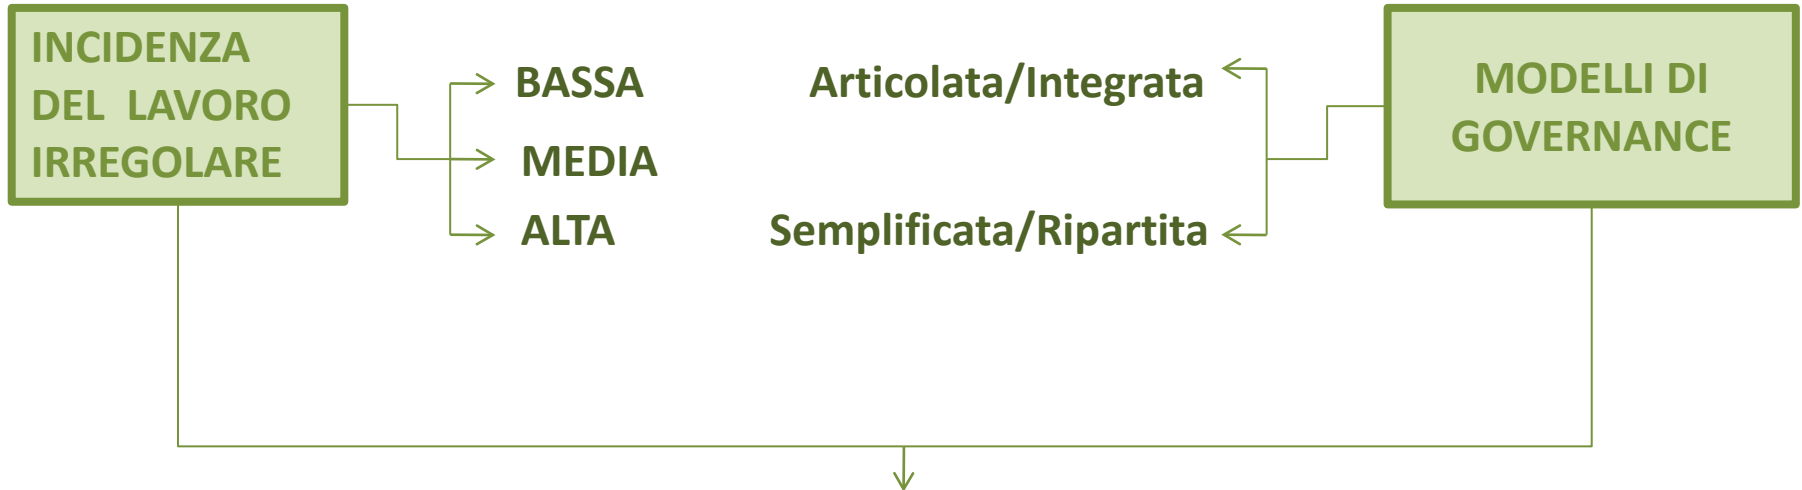 INCIDENZA
DEL LAVORO
IRREGOLARE
BASSA
MEDIA
ALTA
Articolata/Integrata
Semplificata/Ripartita
MODELLI DI
GOVERNANCE